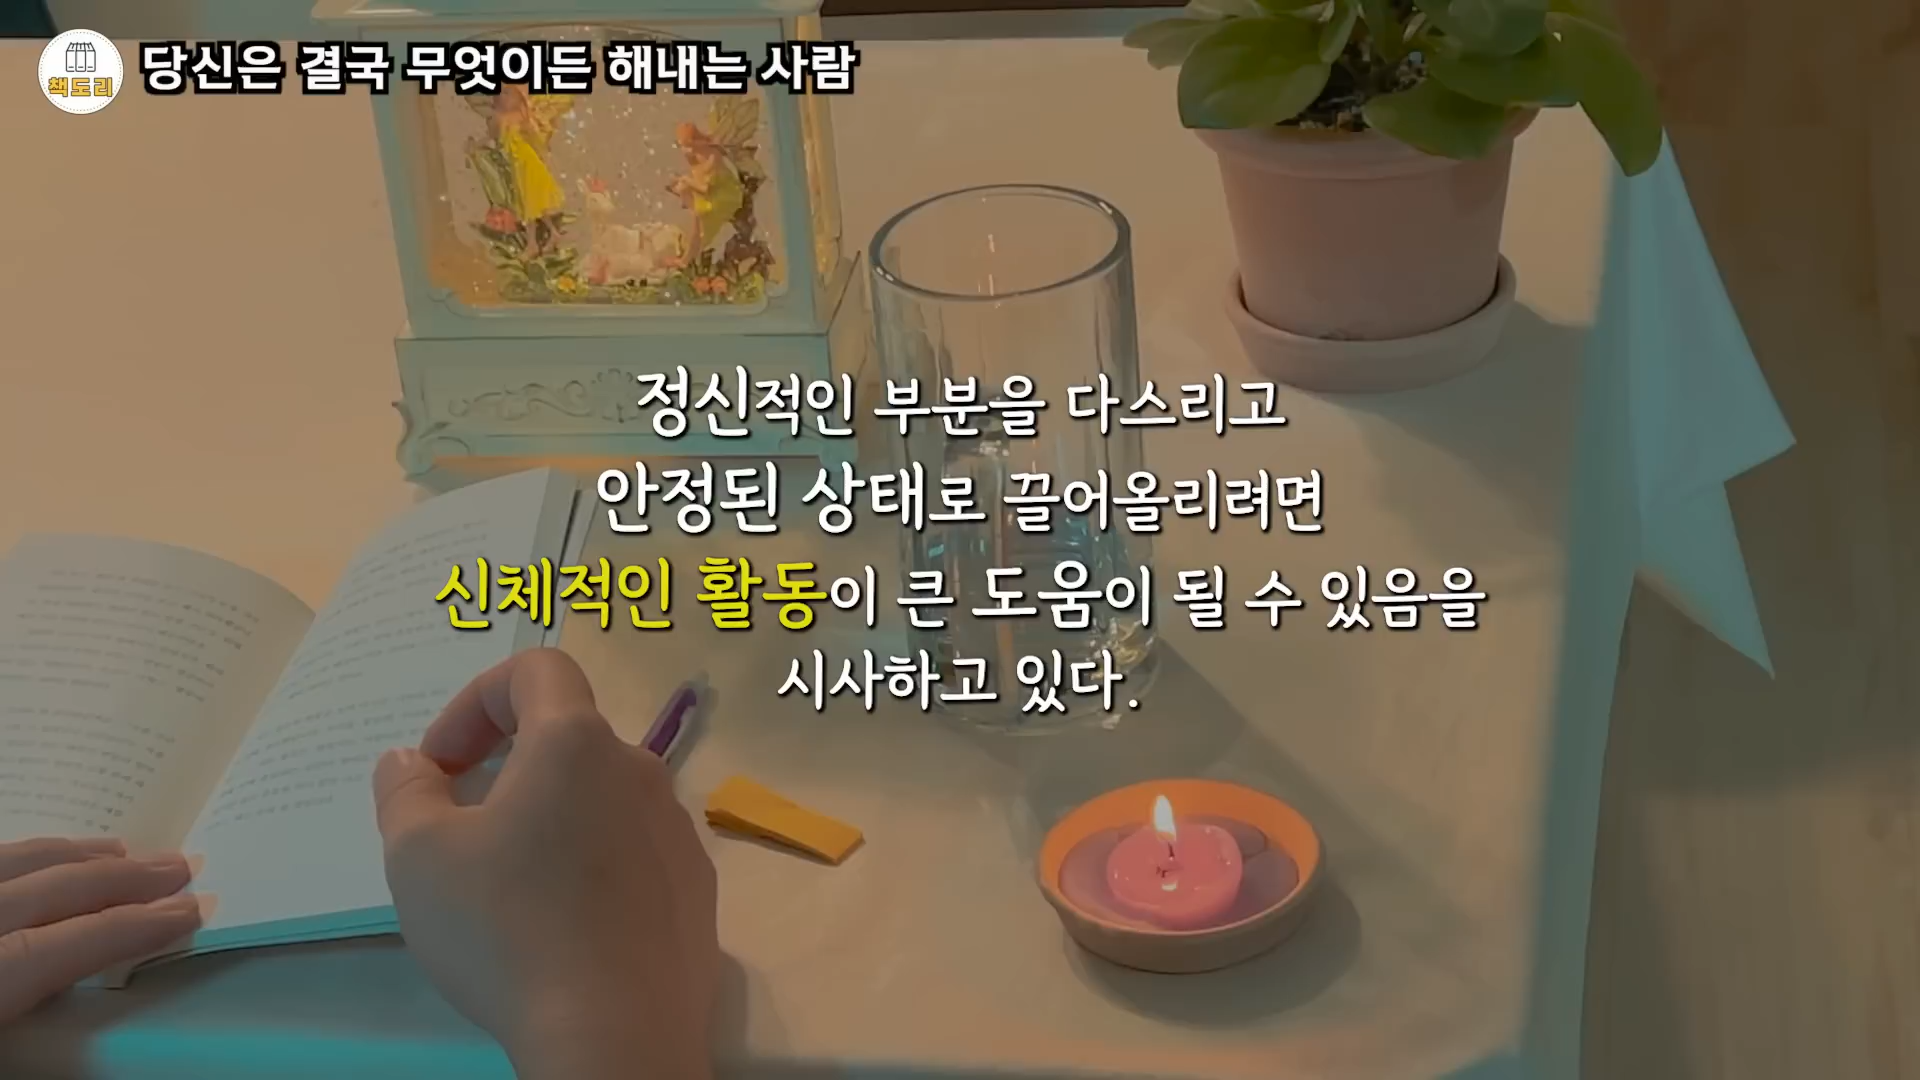 책도리
당신은 결국 무엇이든 해내는 사람
정신적인 부분을 다스리고
안정된 상태로 끌어올리려면
신체적인 활동이 큰 도움이 될 수 있음을
시사하고 있다.